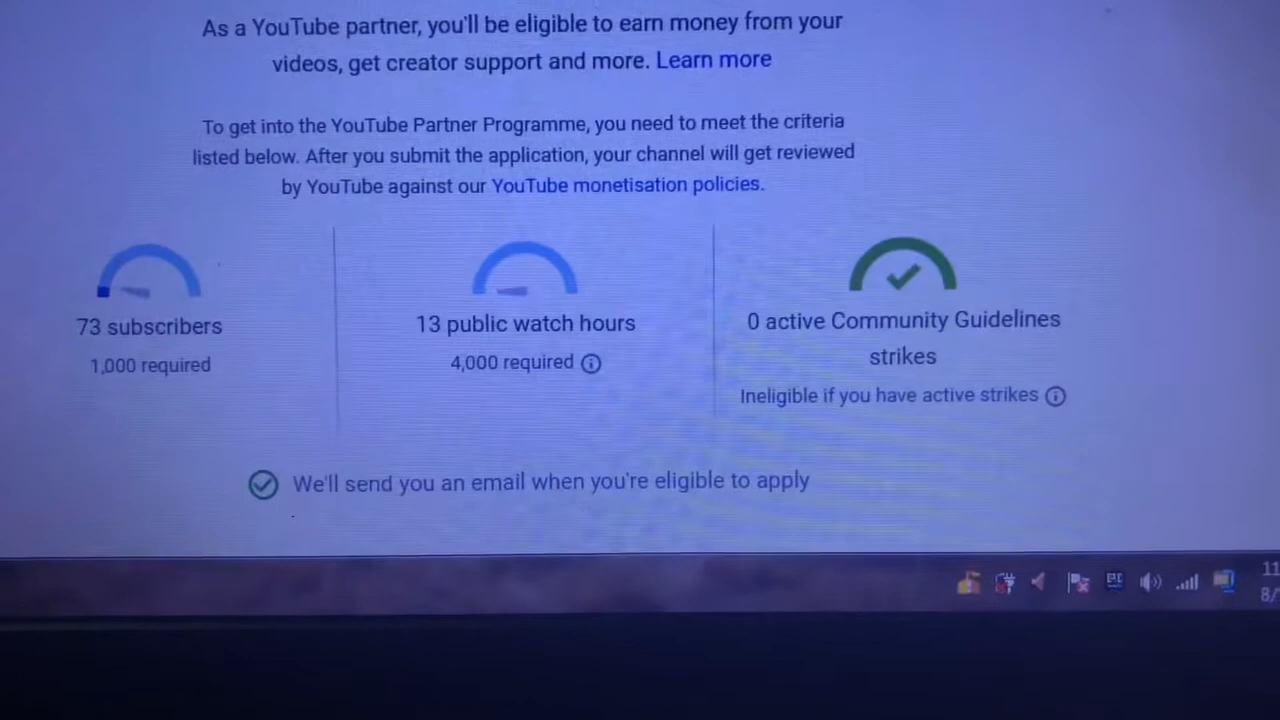 As a YouTube partner, you'll be eligible to earn money from your
videos, get creator support and more. Learn more
To get into the YouTube Partner Programme, you need to meet the criteria
listed below. After you submit the application, your channel will get reviewed
by YouTube against our YouTube monetisation policies.
73 subscribers
1,000 required
13 public watch hours
4,000 required
0 active Community Guidelines
strikes
Ineligible if you have active strikes
We'll send you an email when you're eligible to apply
11
8/